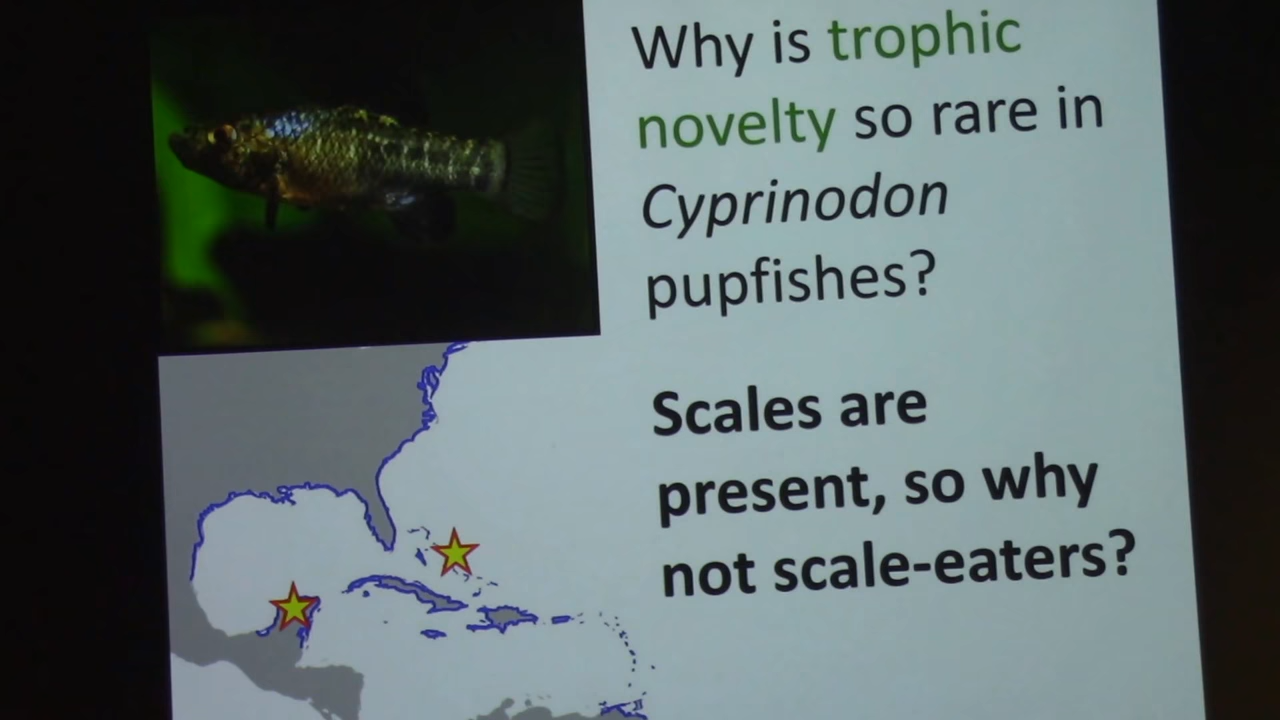 Why is trophic
novelty so rare in
Cyprinodon
pupfishes?
Scales are
present, so why
not scale-eaters?